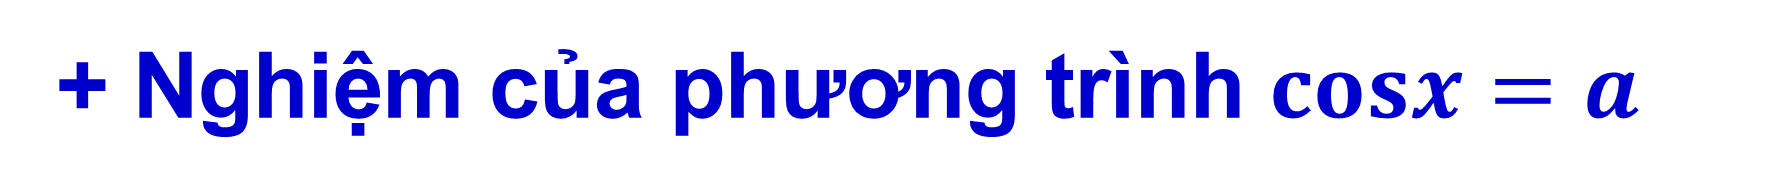 + Nghiệm của phương trình cosx = a